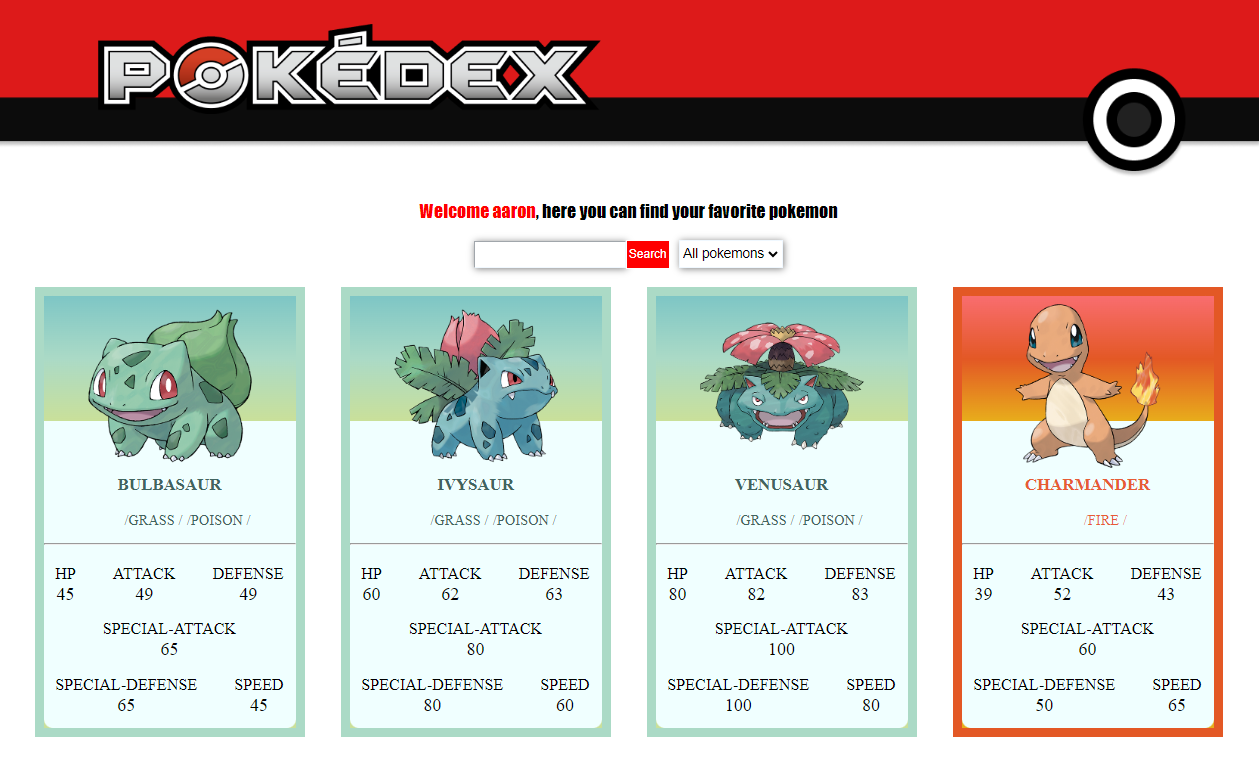 POKÉDEX
Welcome aaron, here you can find your favorite pokemon
Search
All pokemons
BULBASAUR
/GRASS / /POISON /
HP ATTACK DEFENSE
45 49 49
SPECIAL-ATTACK
65
SPECIAL-DEFENSE SPEED
65 45
IVYSAUR
/GRASS / /POISON /
HP ATTACK DEFENSE
60 62 63
SPECIAL-ATTACK
80
SPECIAL-DEFENSE SPEED
80 60
VENUSAUR
/GRASS / /POISON /
HP ATTACK DEFENSE
80 82 83
SPECIAL-ATTACK
100
SPECIAL-DEFENSE SPEED
100 80
CHARMANDER
/FIRE /
HP ATTACK DEFENSE
39 52 43
SPECIAL-ATTACK
60
SPECIAL-DEFENSE SPEED
50 65